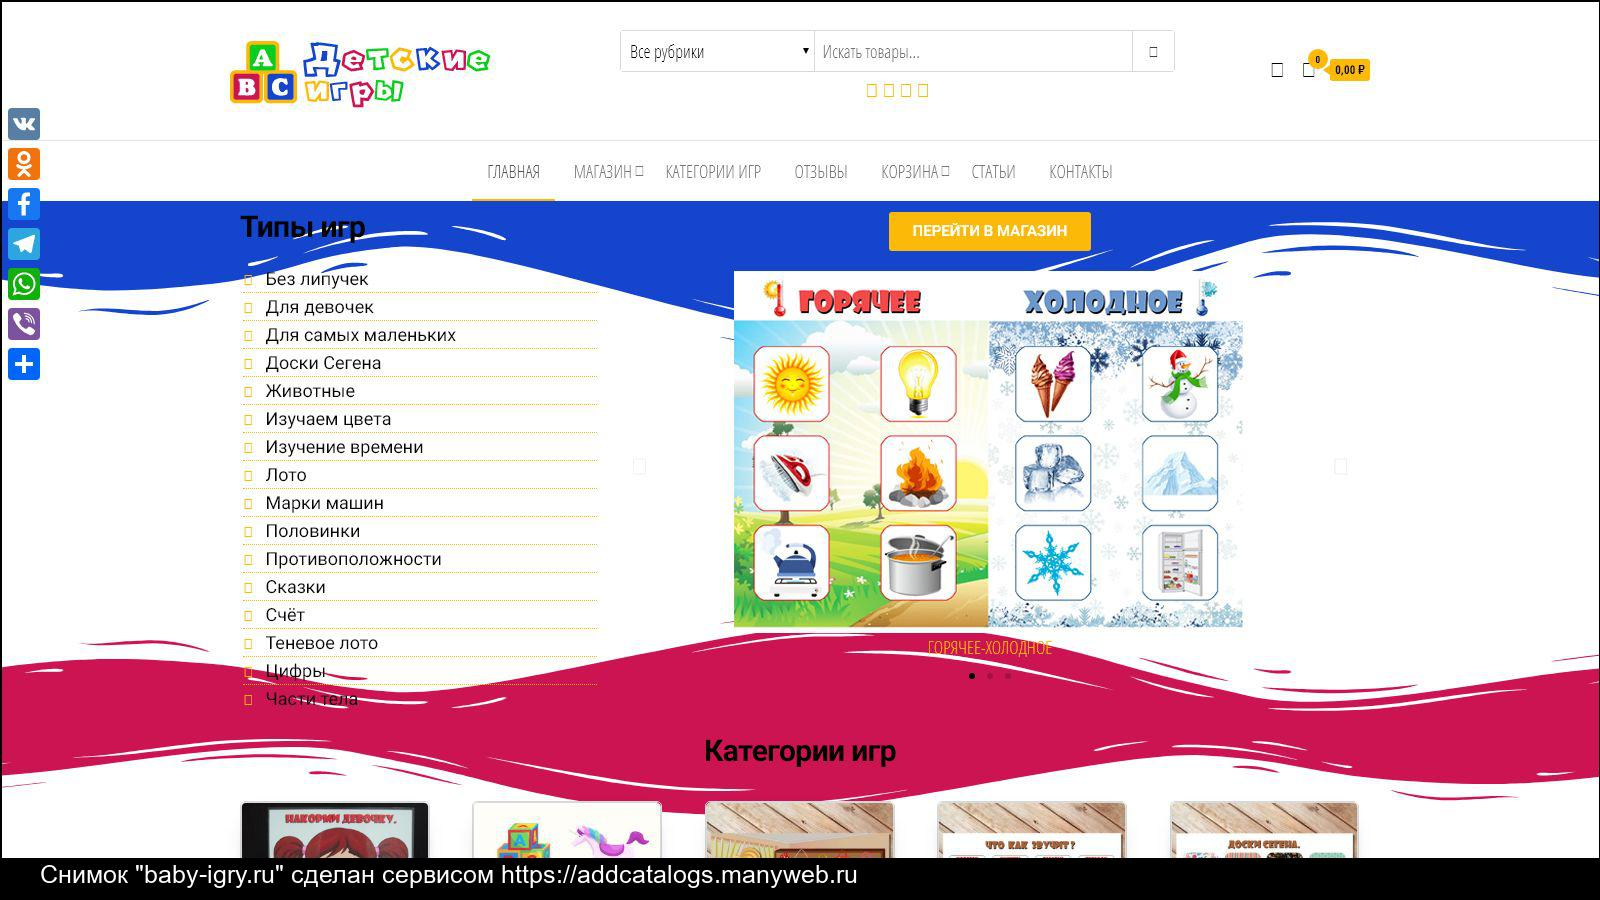 A
B C
Детские
игры
Все рубрики
Искать товары...
0
0,00 ₽
ГЛАВНАЯ
МАГАЗИН
КАТЕГОРИИ ИГР
ОТЗЫВЫ
КОРЗИНА
СТАТЬИ
КОНТАКТЫ
Типы игр
Без липучек
Для девочек
Для самых маленьких
Доски Сегена
Животные
Изучаем цвета
Изучение времени
Лото
Марки машин
Половинки
Противоположности
Сказки
Счёт
Теневое лото
Цифры
Части тела
ПЕРЕЙТИ В МАГАЗИН
ГОРЯЧЕЕ
ХОЛОДНОЕ
ГОРЯЧЕЕ-ХОЛОДНОЕ
Категории игр
НАКОРМИ ДЕВОЧКУ.
ЧТО КАК ЗВУЧИТ?
ДОСКИ СЕГЕНА.
Снимок "baby-igry.ru" сделан сервисом https://addcatalogs.manyweb.ru